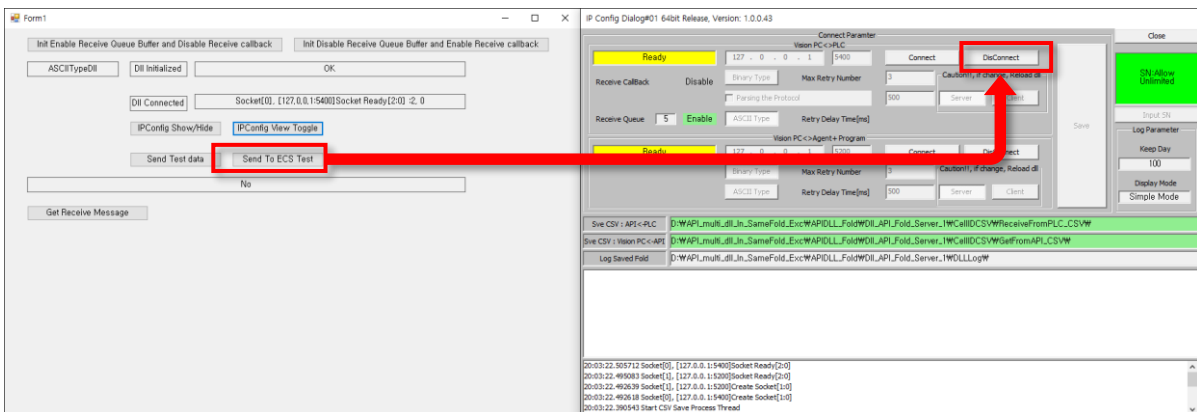 Form1
Init Enable Receive Queue Buffer and Disable Receive callback
Init Disable Receive Queue Buffer and Enable Receive callback
ASCIITypeDll
Dll Initialized
OK
Dll Connected
Socket[0], [127,0,0,1:5400]Socket Ready[2:0] :2, 0
IPConfig Show/Hide
IPConfig View Toggle
Send Test data
Send To ECS Test
No
Get Receive Message
IP Config Dialog#01 64bit Release, Version: 1.0.0.43
Connect Paramter
Vision PC<>PLC
Ready
127 . 0 . 0 . 1
5400
Connect
DisConnect
Receive CallBack
Disable
Binary Type
Max Retry Number
3
Caution!!, if change, Reload dll
Parsing the Protocol
500
Server
Client
Receive Queue
5
Enable
ASCII Type
Retry Delay Time[ms]
Vision PC<>Agent+Program
Ready
127 . 0 . 0 . 1
5200
Connect
DisConnect
Binary Type
Max Retry Number
3
Caution!!, if change, Reload dll
ASCII Type
Retry Delay Time[ms]
500
Server
Client
Save
Close
SN:Allow
Unlimited
Input SN
Log Parameter
Keep Day
100
Display Mode
Simple Mode
Sve CSV : API<-PLC
D:₩API_multi_dll_In_SameFold_Exc₩APIDLL_Fold₩Dll_API_Fold_Server_1₩CellIDCSV₩ReceiveFromPLC_CSV₩
Sve CSV : Vision PC<-API
D:₩API_multi_dll_In_SameFold_Exc₩APIDLL_Fold₩Dll_API_Fold_Server_1₩CellIDCSV₩GetFromAPI_CSV₩
Log Saved Fold
D:₩API_multi_dll_In_SameFold_Exc₩APIDLL_Fold₩Dll_API_Fold_Server_1₩DLLLog₩
20:03:22.505712 Socket[0], [127.0.0.1:5400]Socket Ready[2:0]
20:03:22.495083 Socket[1], [127.0.0.1:5200]Socket Ready[2:0]
20:03:22.492639 Socket[1], [127.0.0.1:5200]Create Socket[1:0]
20:03:22.492618 Socket[0], [127.0.0.1:5400]Create Socket[1:0]
20:03:22.390543 Start CSV Save Process Thread